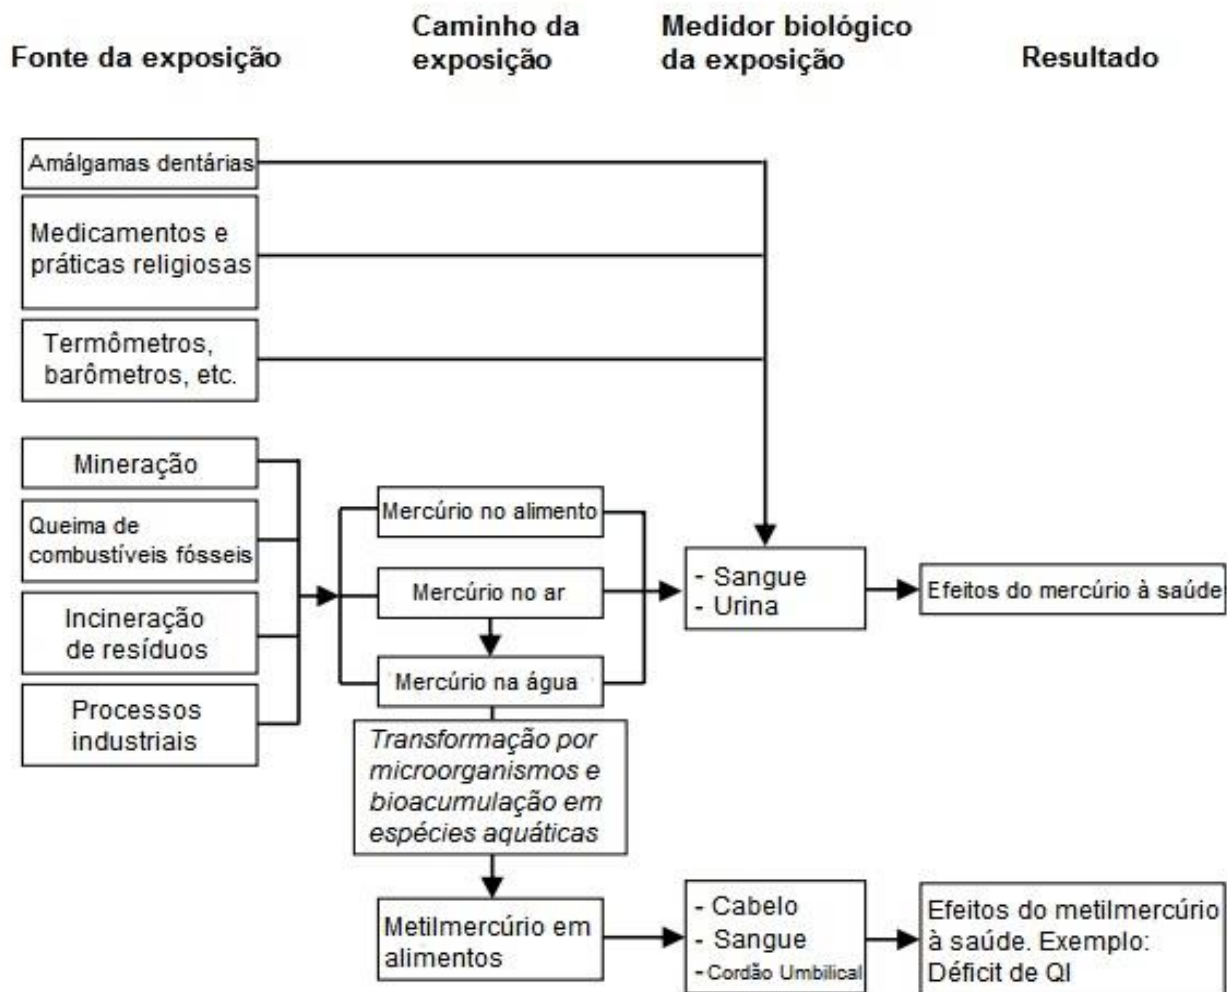 Fonte da exposição
Caminho da
exposição
Medidor biológico
da exposição
Resultado
Amálgamas dentárias
Medicamentos e
práticas religiosas
Termômetros,
barômetros, etc.
Mineração
Queima de
combustíveis fósseis
Incineração
de resíduos
Processos
industriais
Mercúrio no alimento
Mercúrio no ar
Mercúrio na água
Transformação por
microorganismos e
bioacumulação em
espécies aquáticas
Metilmercúrio em
alimentos
- Sangue
- Urina
- Cabelo
- Sangue
- Cordão Umbilical
Efeitos do mercúrio à saúde
Efeitos do metilmercúrio
à saúde. Exemplo:
Déficit de QI